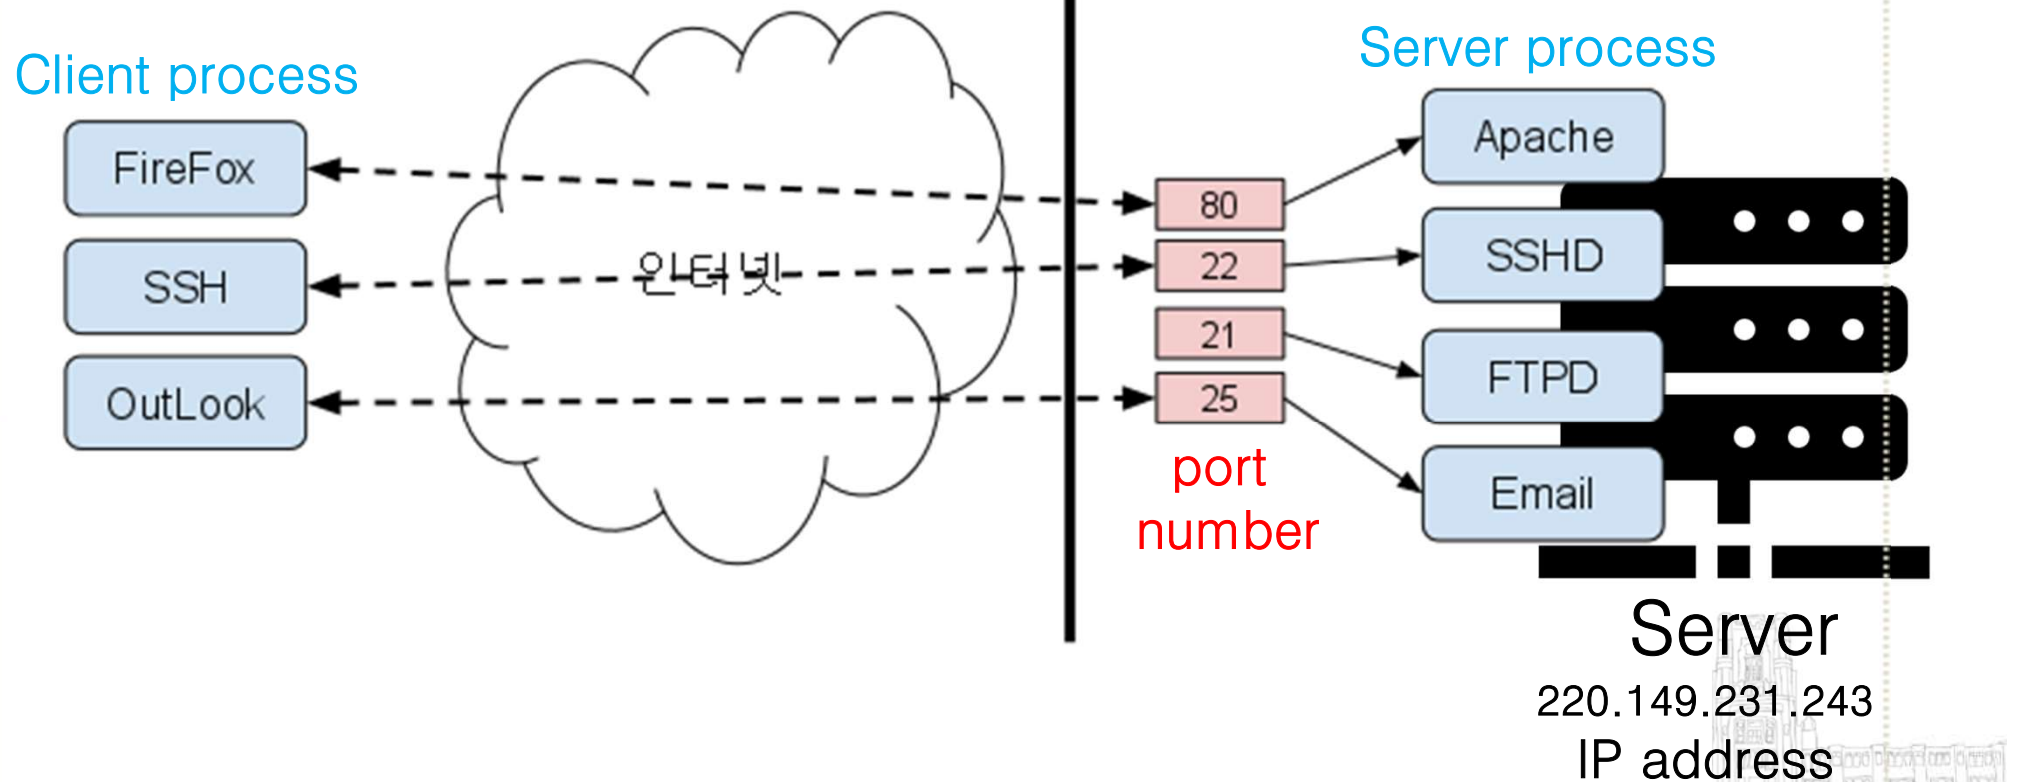 Client process
FireFox
SSH
OutLook
인터넷
80
22
21
25
port
number
Server process
Apache
SSHD
FTPD
Email
Server
220.149.231.243
IP address